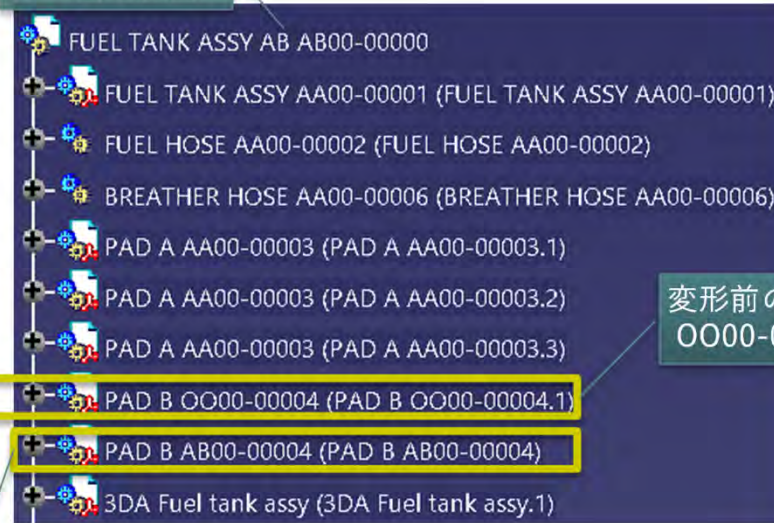 FUEL TANK ASSY AB AB00-00000
FUEL TANK ASSY AA00-00001 (FUEL TANK ASSY AA00-00001)
FUEL HOSE AA00-00002 (FUEL HOSE AA00-00002)
BREATHER HOSE AA00-00006 (BREATHER HOSE AA00-00006)
PAD A AA00-00003 (PAD A AA00-00003.1)
PAD A AA00-00003 (PAD A AA00-00003.2)
変形前の
PAD A AA00-00003 (PAD A AA00-00003.3)
OO00-0
PAD B OO00-00004 (PAD B OO00-00004.1)
PAD B AB00-00004 (PAD B AB00-00004)
3DA Fuel tank assy (3DA Fuel tank assy.1)